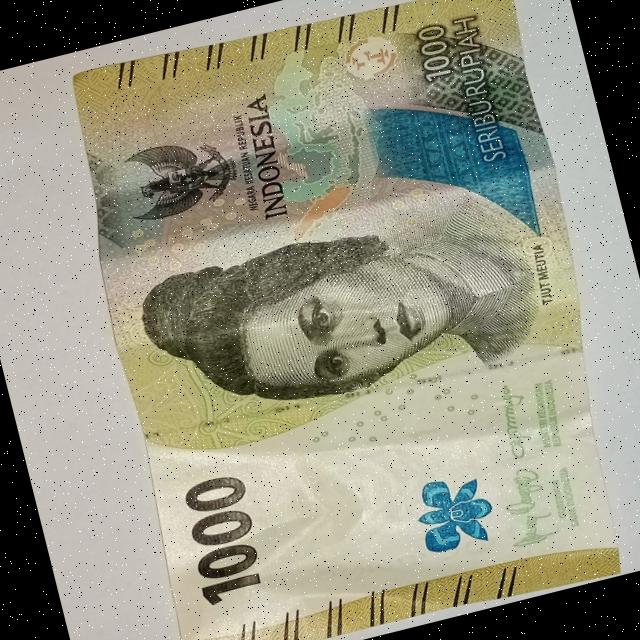 NEGARA KESATUAN REPUBLIK
INDONESIA
1000
SERIBU RUPIAH
TJUT MEUTIA
1000